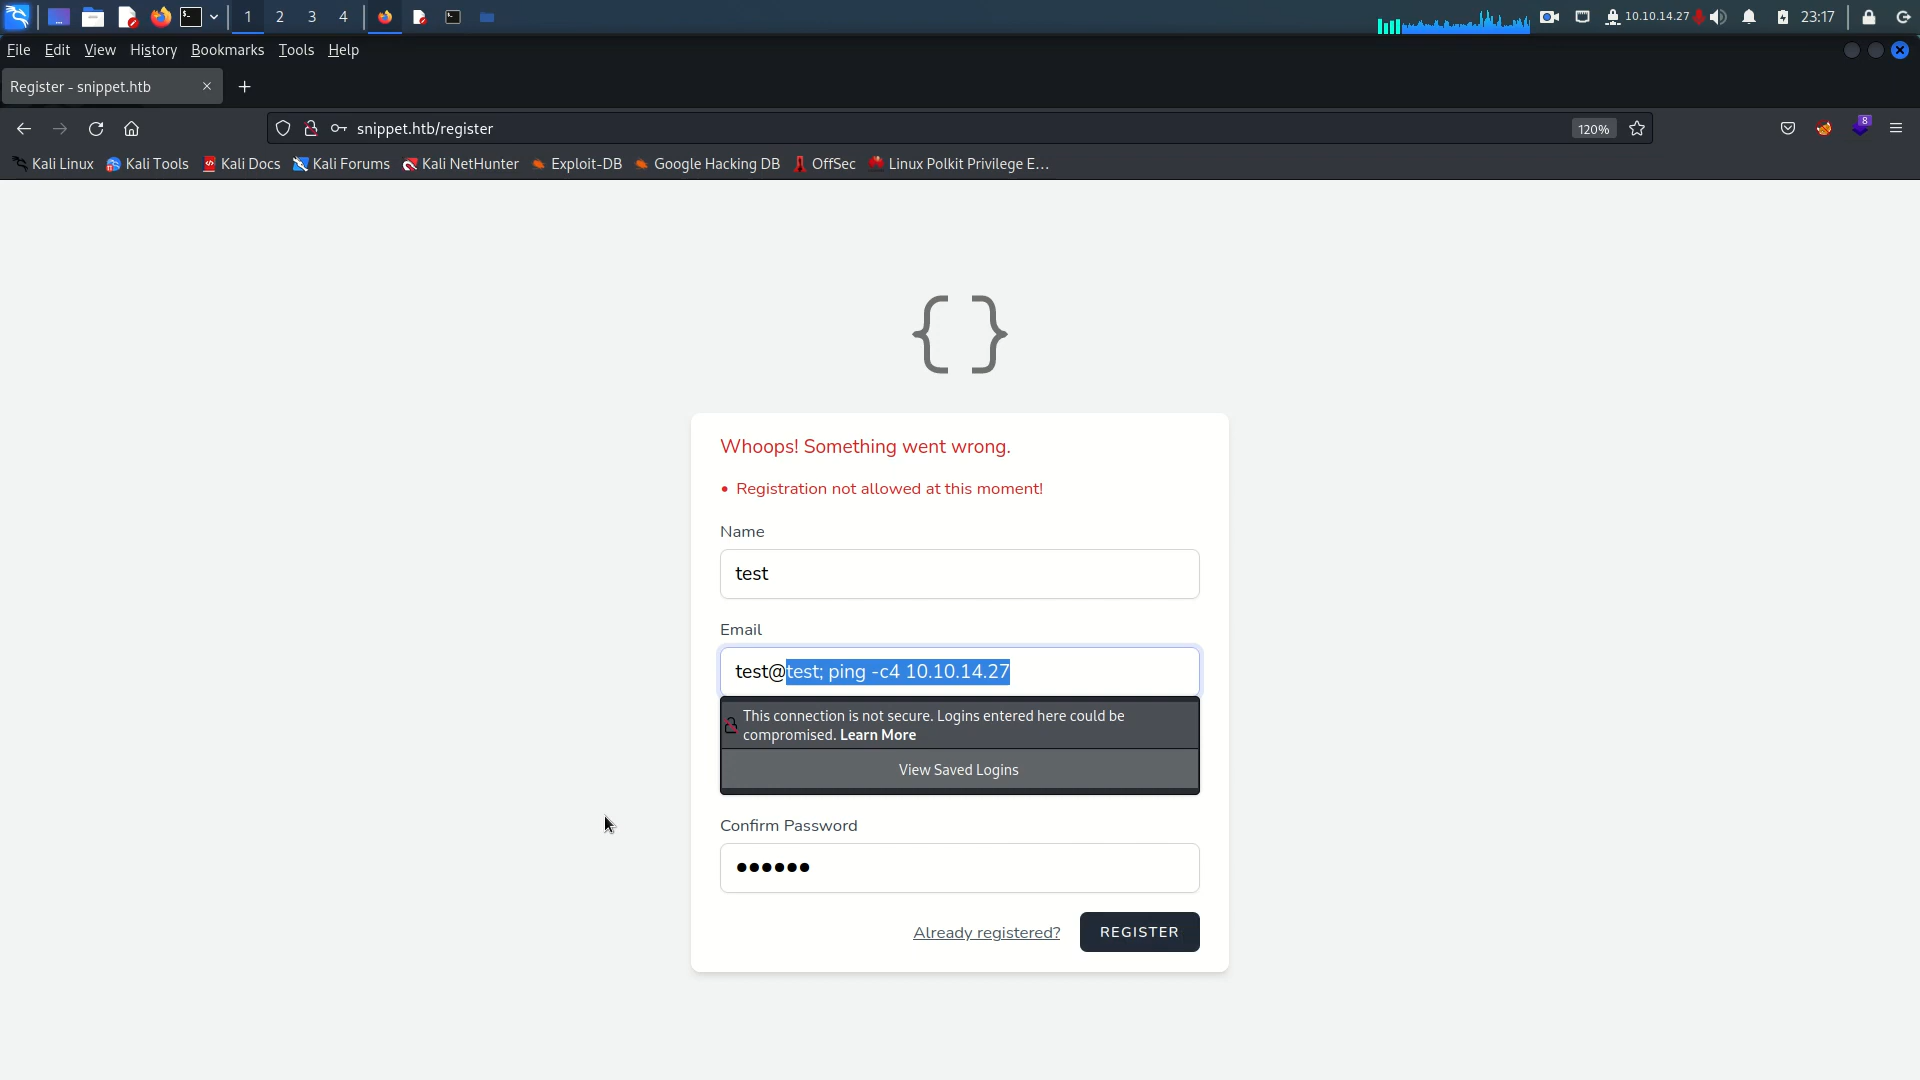 1 2 3 4 10.10.14.27 23:17
File Edit View History Bookmarks Tools Help
Register - snippet.htb
snippet.htb/register 120% 8
Kali Linux Kali Tools Kali Docs Kali Forums Kali NetHunter Exploit-DB Google Hacking DB OffSec Linux Polkit Privilege E…
{ }
Whoops! Something went wrong.
• Registration not allowed at this moment!
Name
test
Email
test@test; ping -c4 10.10.14.27
This connection is not secure. Logins entered here could be
compromised. Learn More
View Saved Logins
Confirm Password
●●●●●●
Already registered? REGISTER